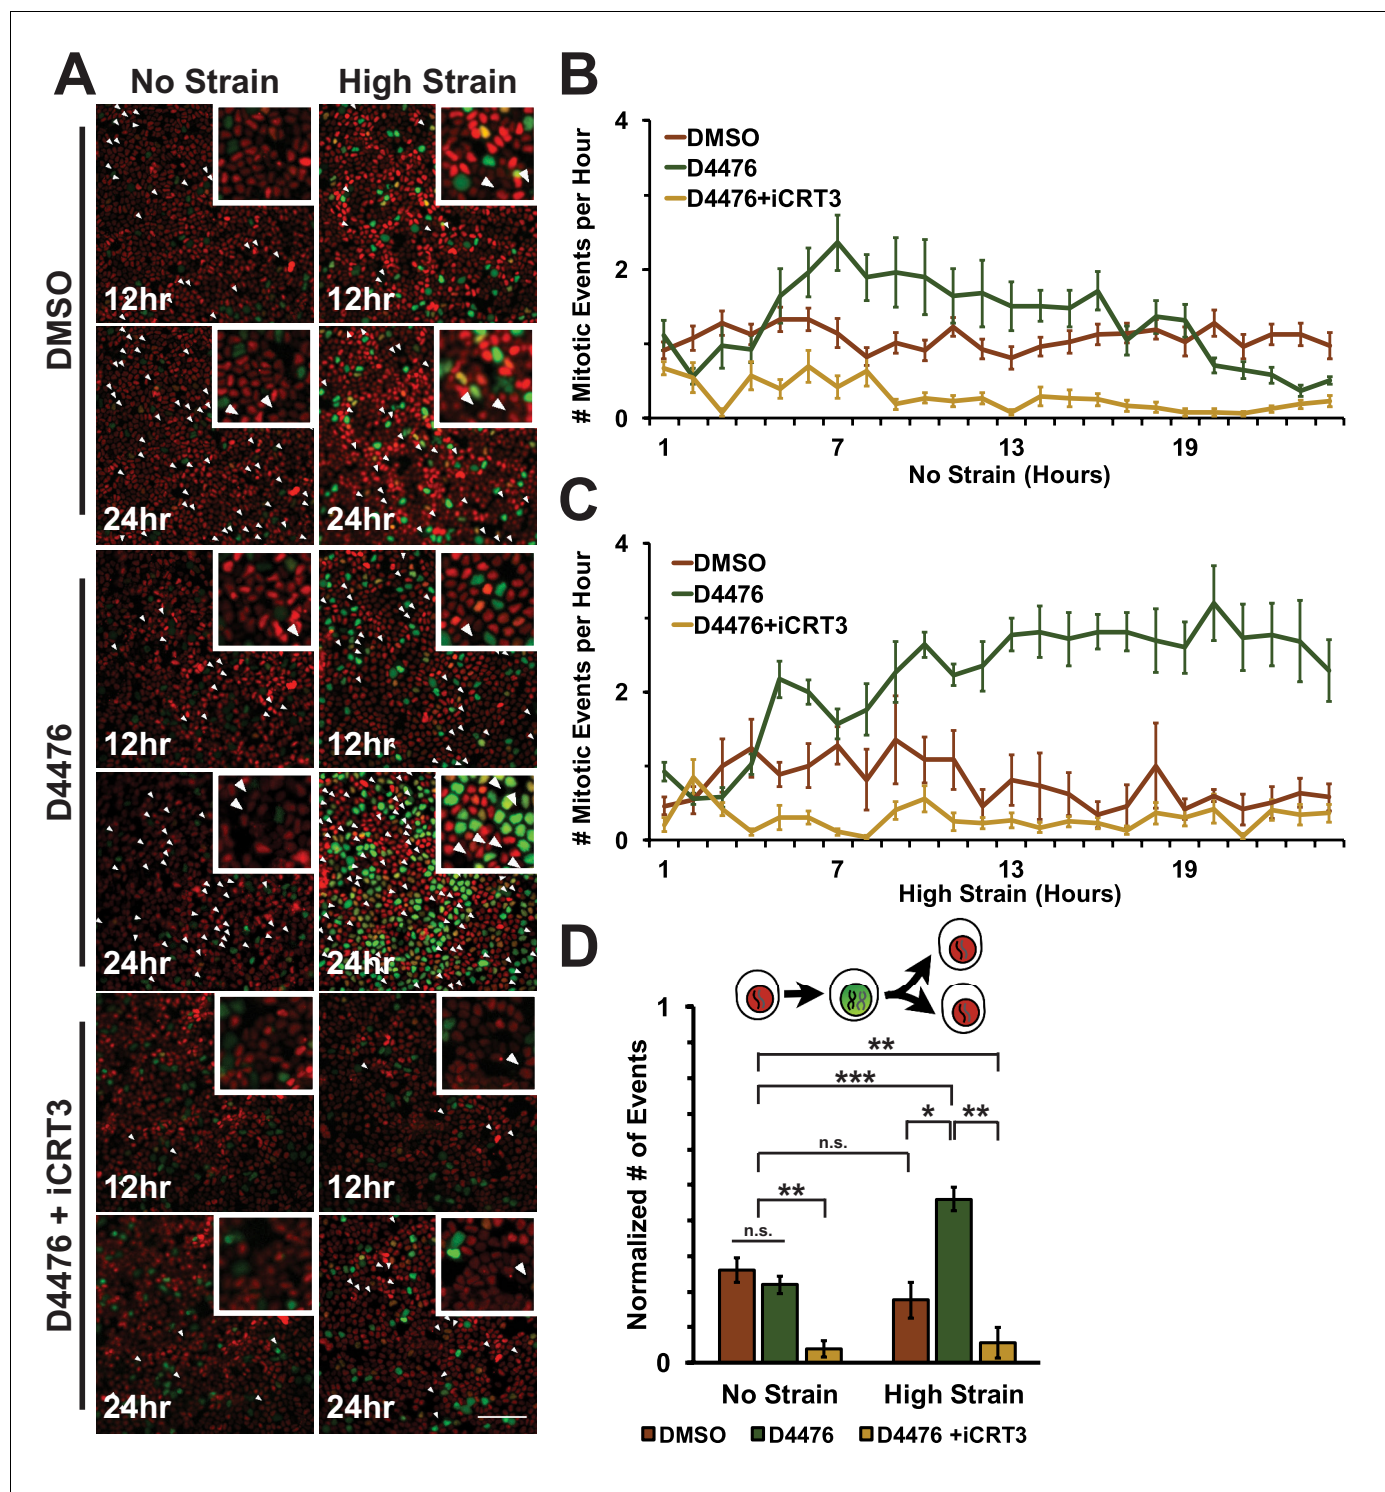 A
No Strain
High Strain
DMSO
12hr
12hr
24hr
24hr
D4476
12hr
12hr
24hr
24hr
D4476 + iCRT3
12hr
12hr
24hr
24hr
B
# Mitotic Events per Hour
4
2
0
DMSO
D4476
D4476+iCRT3
1 7 13 19
No Strain (Hours)
C
# Mitotic Events per Hour
4
2
0
DMSO
D4476
D4476+iCRT3
1 7 13 19
High Strain (Hours)
D
Normalized # of Events
1
0
**
***
* **
n.s.
**
n.s.
No Strain High Strain
DMSO D4476 D4476 +iCRT3